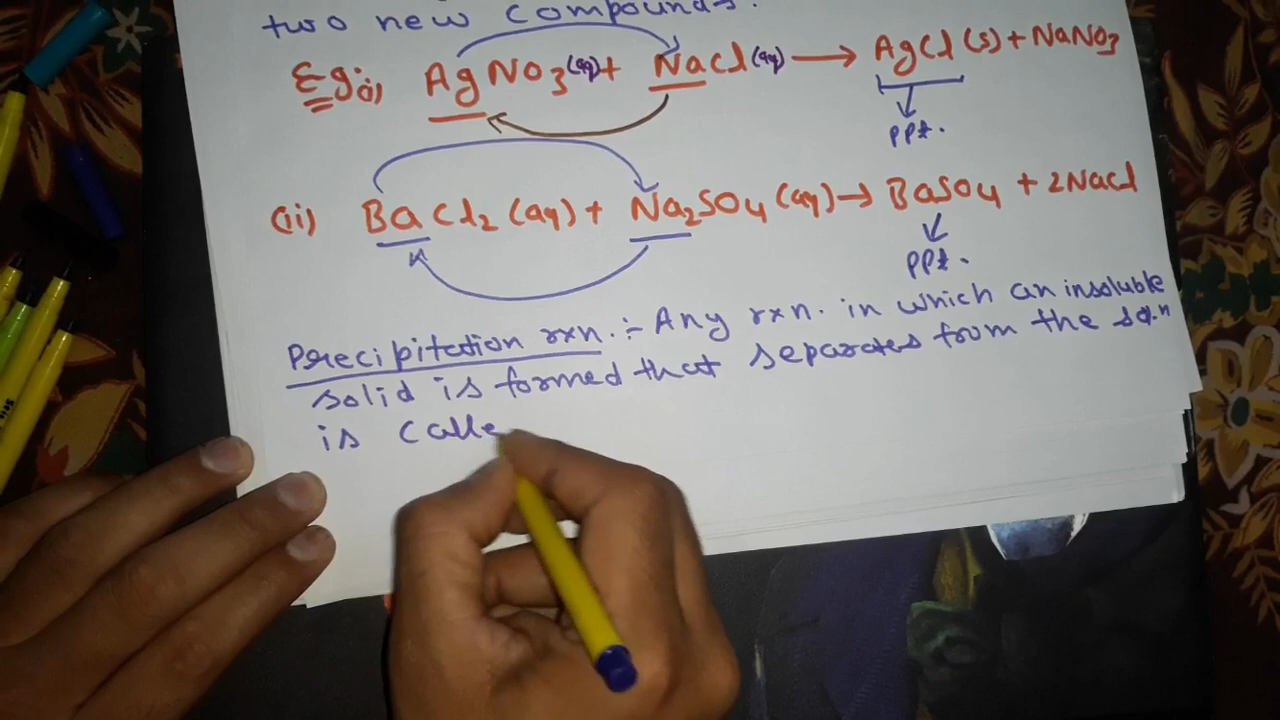 two new compounds.
Eg:i) AgNO3(aq)+ NaCl(aq) → AgCl(s)+NaNO3
ppt.
(ii) BaCl2(aq)+ Na2SO4(aq)→ BaSO4 + 2NaCl
ppt.
Precipitation rxn.:- Any rxn. in which an insoluble
solid is formed that separates from the sol.n
is calle